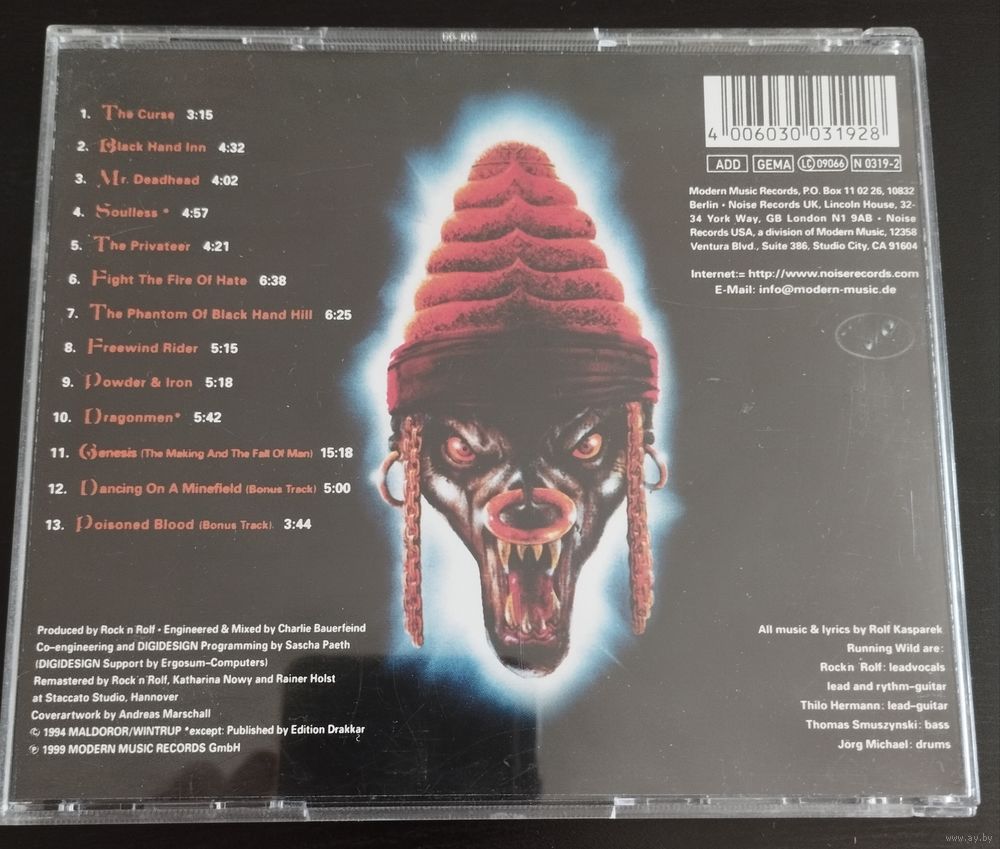 1. The Curse 3:15
2. Black Hand Inn 4:32
3. Mr. Deadhead 4:02
4. Soulless * 4:57
5. The Privateer 4:21
6. Fight The Fire Of Hate 6:38
7. The Phantom Of Black Hand Hill 6:25
8. Freewind Rider 5:15
9. Powder & Iron 5:18
10. Dragonmen* 5:42
11. Genesis (The Making And The Fall Of Man) 15:18
12. Dancing On A Minefield (Bonus Track) 5:00
13. Poisoned Blood (Bonus Track). 3:44
4 006030 031928
ADD GEMA LC 09066 N 0319-2
Modern Music Records, P.O. Box 11 02 26, 10832
Berlin • Noise Records UK, Lincoln House, 32-
34 York Way, GB London N1 9AB • Noise
Records USA, a division of Modern Music, 12358
Ventura Blvd., Suite 386, Studio City, CA 91604
Internet:= http://www.noiserecords.com
E-Mail: info@modern-music.de
Produced by Rock'n'Rolf • Engineered & Mixed by Charlie Bauerfeind
Co-engineering and DIGIDESIGN Programming by Sascha Paeth
(DIGIDESIGN Support by Ergosum-Computers)
Remastered by Rock'n'Rolf, Katharina Nowy and Rainer Holst
at Staccato Studio, Hannover
Coverartwork by Andreas Marschall
© 1994 MALDOROR/WINTRUP *except: Published by Edition Drakkar
℗ 1999 MODERN MUSIC RECORDS GmbH
All music & lyrics by Rolf Kasparek
Running Wild are:
Rockn'Rolf: leadvocals
lead and rythm-guitar
Thilo Hermann: lead-guitar
Thomas Smuszynski: bass
Jörg Michael: drums
www.ay.by